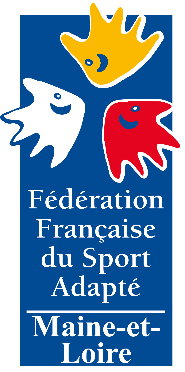 Fédération
Française
du Sport
Adapté
Maine-et-
Loire